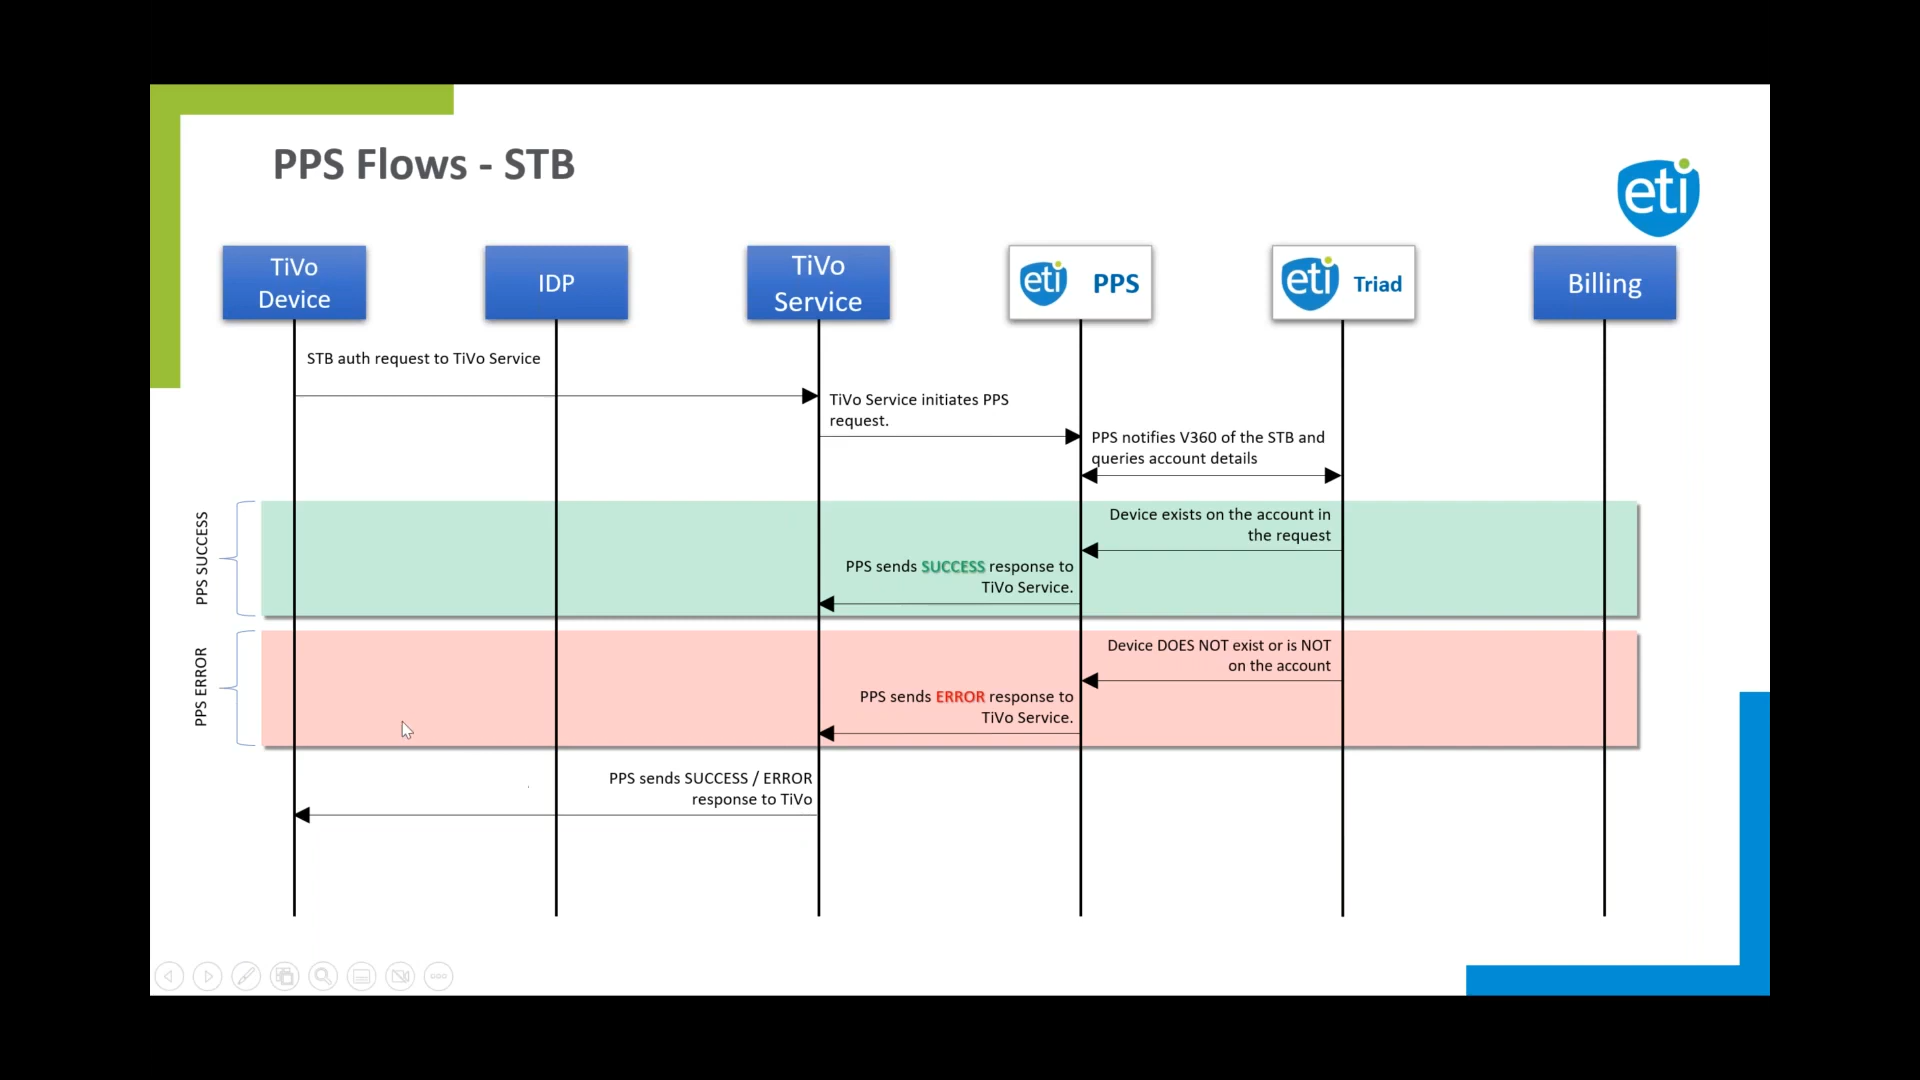 PPS Flows - STB
eti
TiVo
Device
IDP
TiVo
Service
eti PPS
eti Triad
Billing
STB auth request to TiVo Service
TiVo Service initiates PPS
request.
PPS notifies V360 of the STB and
queries account details
PPS SUCCESS
Device exists on the account in
the request
PPS sends SUCCESS response to
TiVo Service.
PPS ERROR
Device DOES NOT exist or is NOT
on the account
PPS sends ERROR response to
TiVo Service.
PPS sends SUCCESS / ERROR
response to TiVo